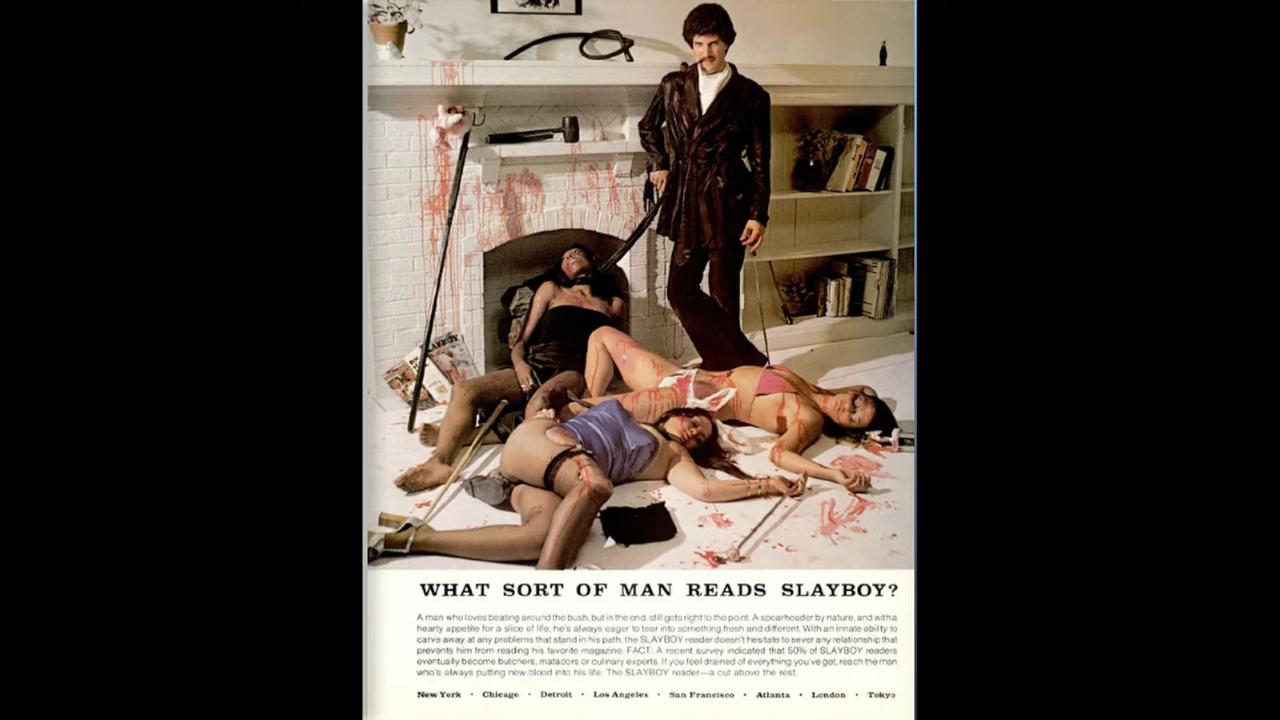 WHAT SORT OF MAN READS SLAYBOY?
A man who loves beating around the bush, but in the end, still gets right to the point. A spearheader by nature, and with a
hearty appetite for a slice of life, he's always eager to tear into something fresh and different. With an innate ability to
carve away at any problems that stand in his path, the SLAYBOY reader doesn't hesitate to sever any relationship that
prevents him from reading his favorite magazine. FACT: A recent survey indicated that 50% of SLAYBOY readers
eventually become butchers, matadors or culinary experts. If you feel drained of everything you've got, reach the man
who's always putting new blood into his life. The SLAYBOY reader—a cut above the rest.
New York • Chicago • Detroit • Los Angeles • San Francisco • Atlanta • London • Tokyo